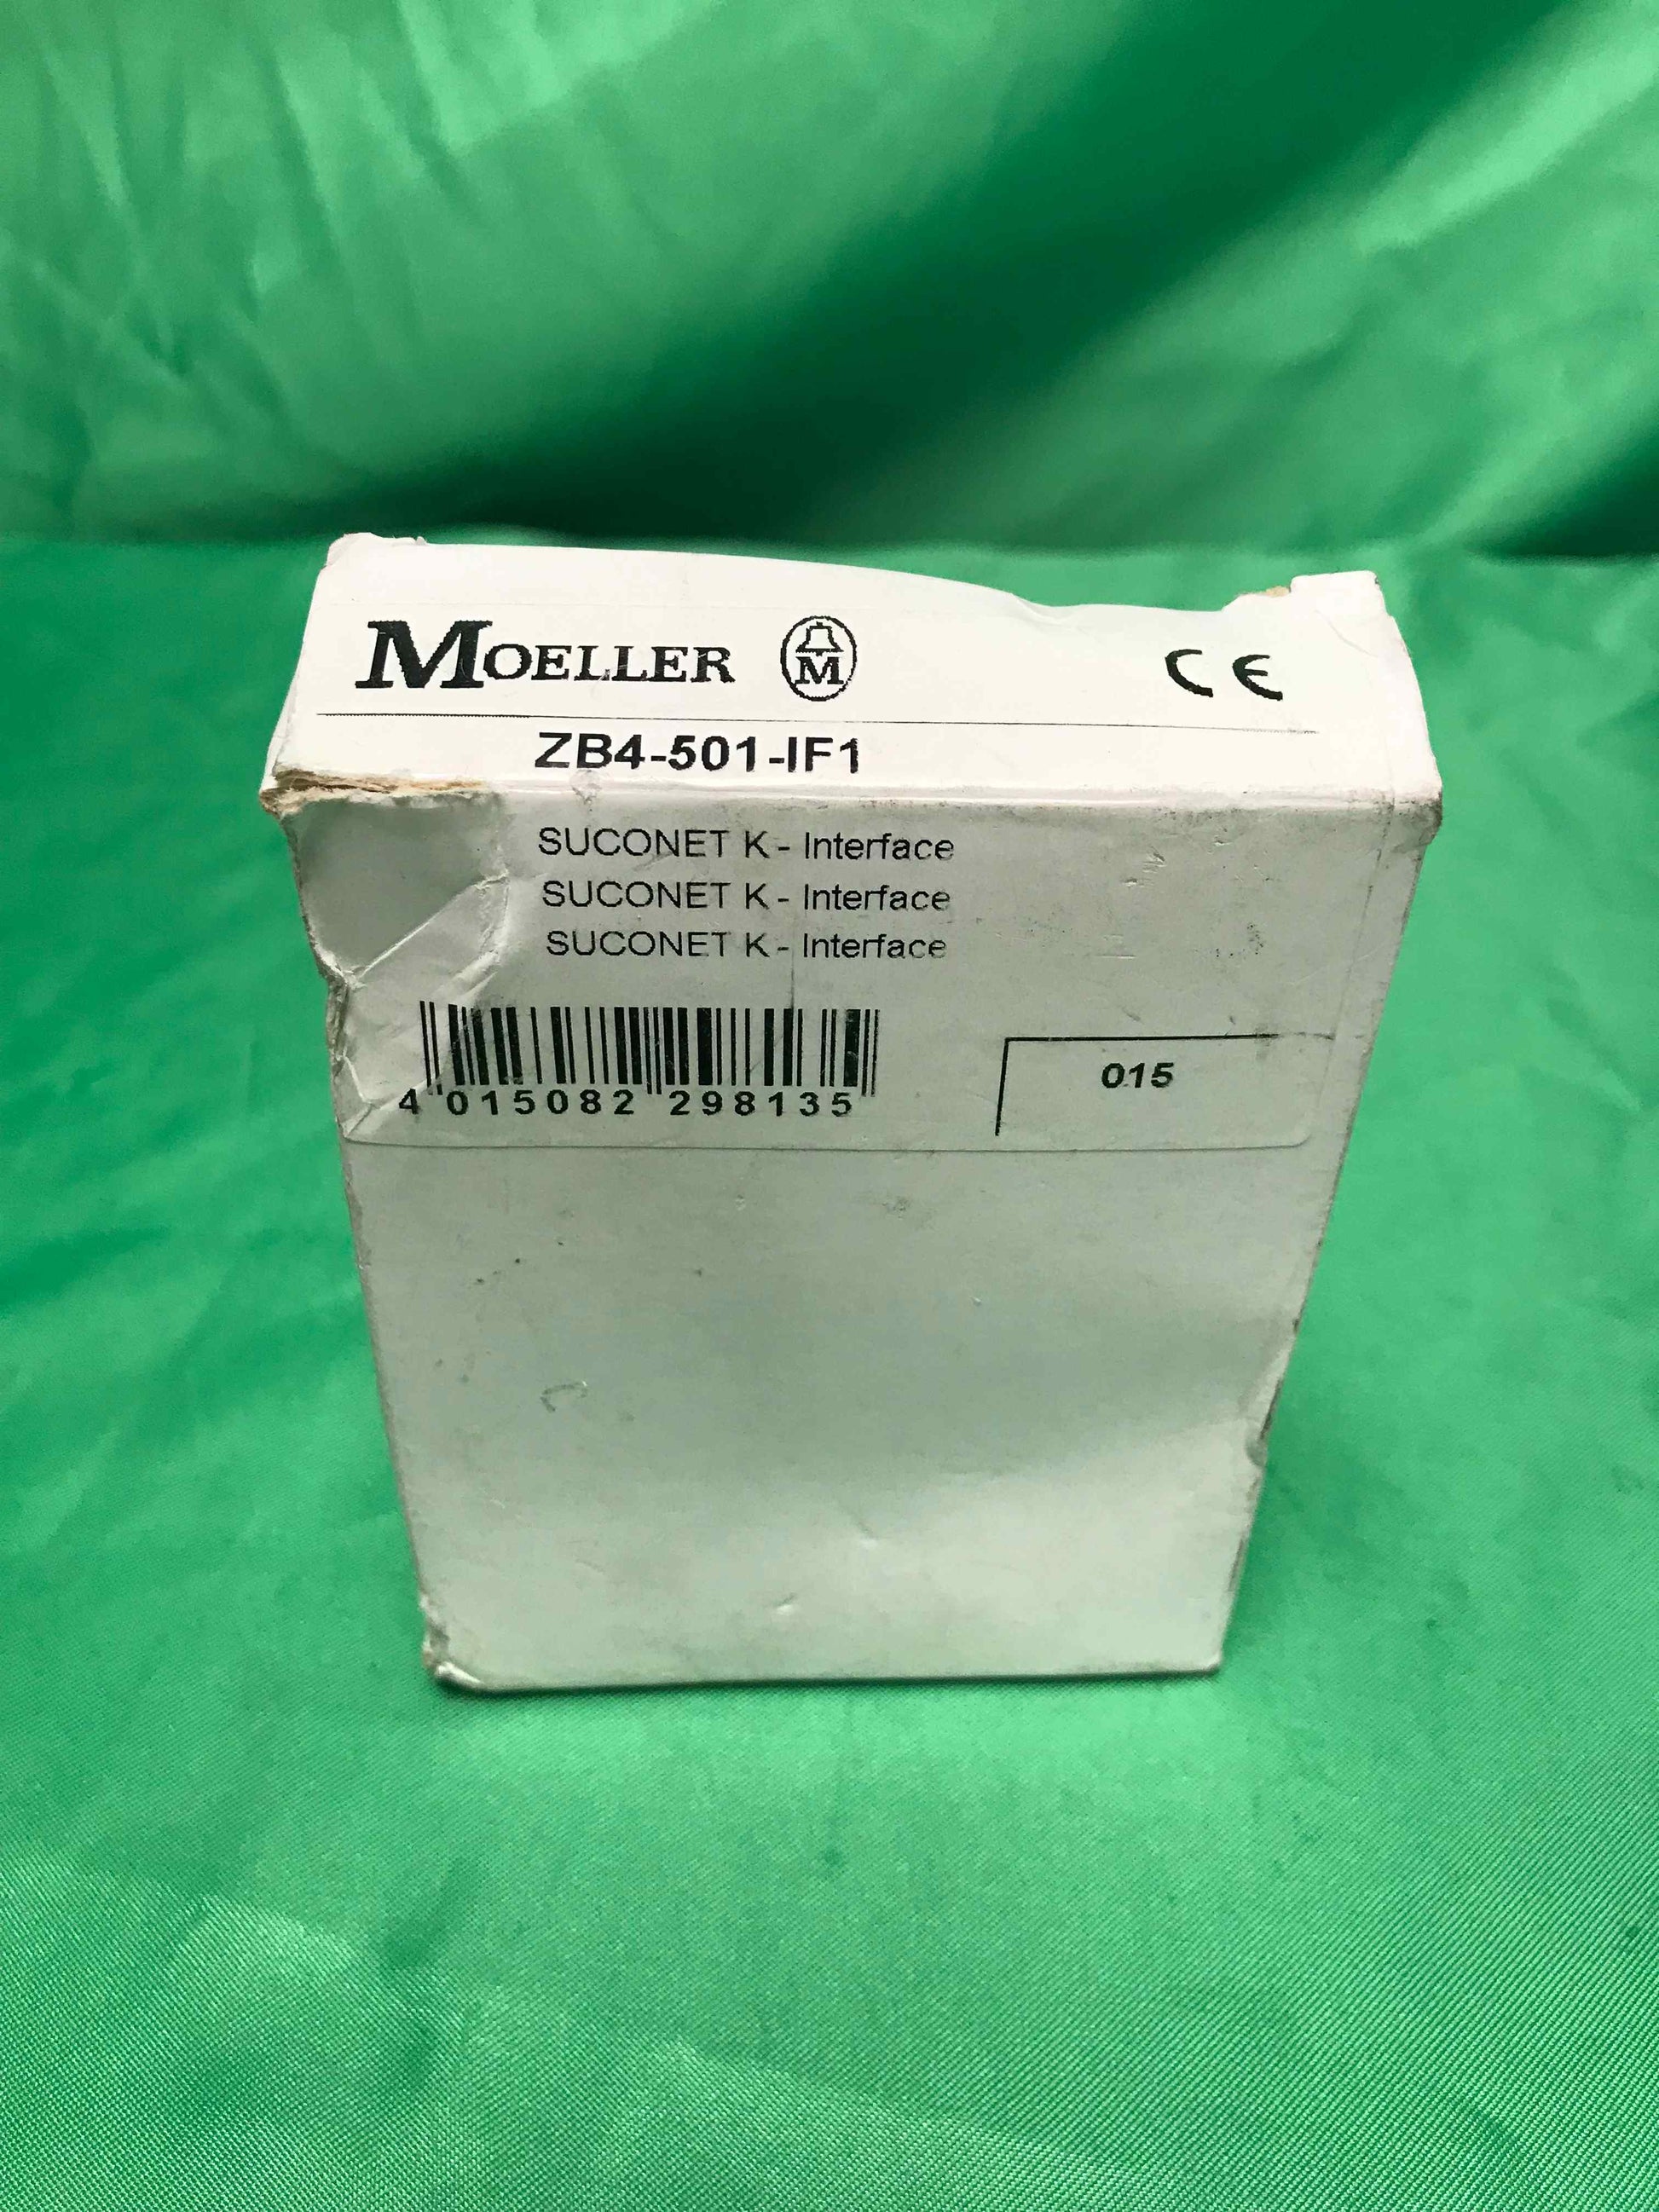 MOELLER M CE
ZB4-501-IF1
SUCONET K - Interface
SUCONET K - Interface
SUCONET K - Interface
015
4 015082 298135